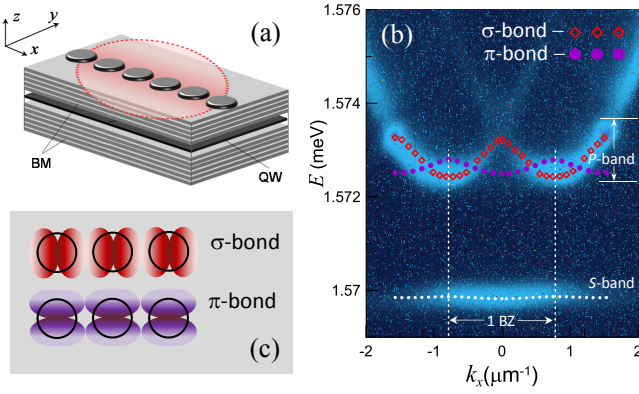 z
y
x
(a)
BM
QW
(b)
σ-bond
π-bond
P-band
S-band
1 BZ
E (meV)
1.576
1.574
1.572
1.57
-2 -1 0 1 2
kₓ(μm⁻¹)
σ-bond
π-bond
(c)